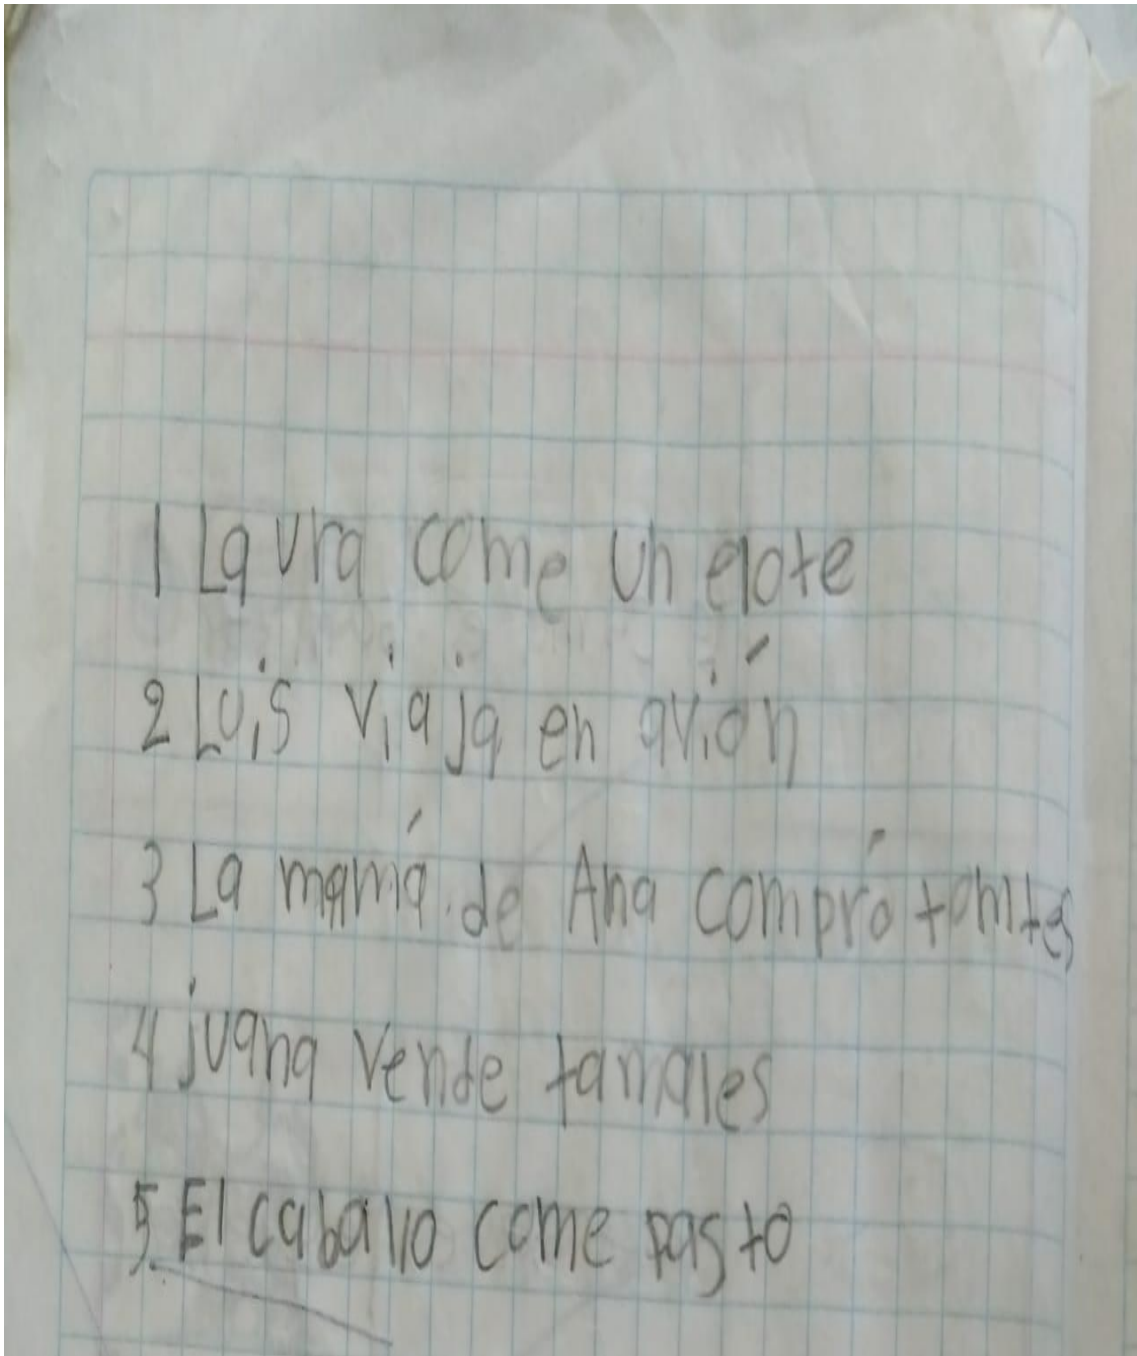 1 Laura come un elote
2 Luis viaja en avión
3 La mamá de Ana compró tomtes
4 juana vende tamales
5. El caballo come pasto